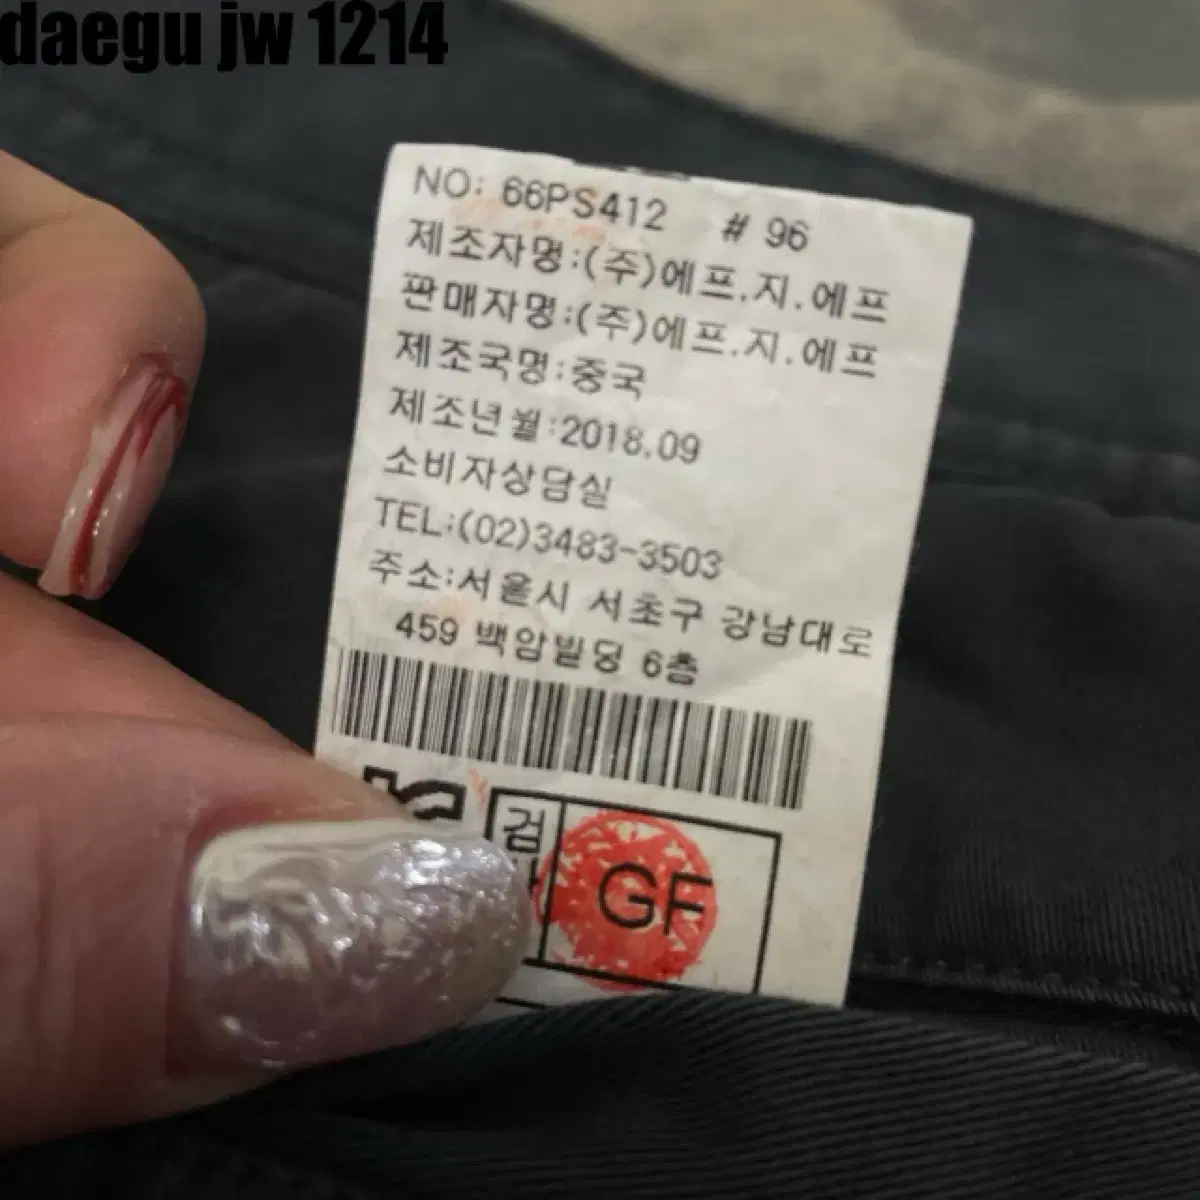 daegu jw 1214
NO: 66PS412 # 96
제조자명:(주)에프.지.에프
판매자명:(주)에프.지.에프
제조국명:중국
제조년월:2018.09
소비자상담실
TEL:(02)3483-3503
주소:서울시 서초구 강남대로
459 백암빌딩 6층
검
GF